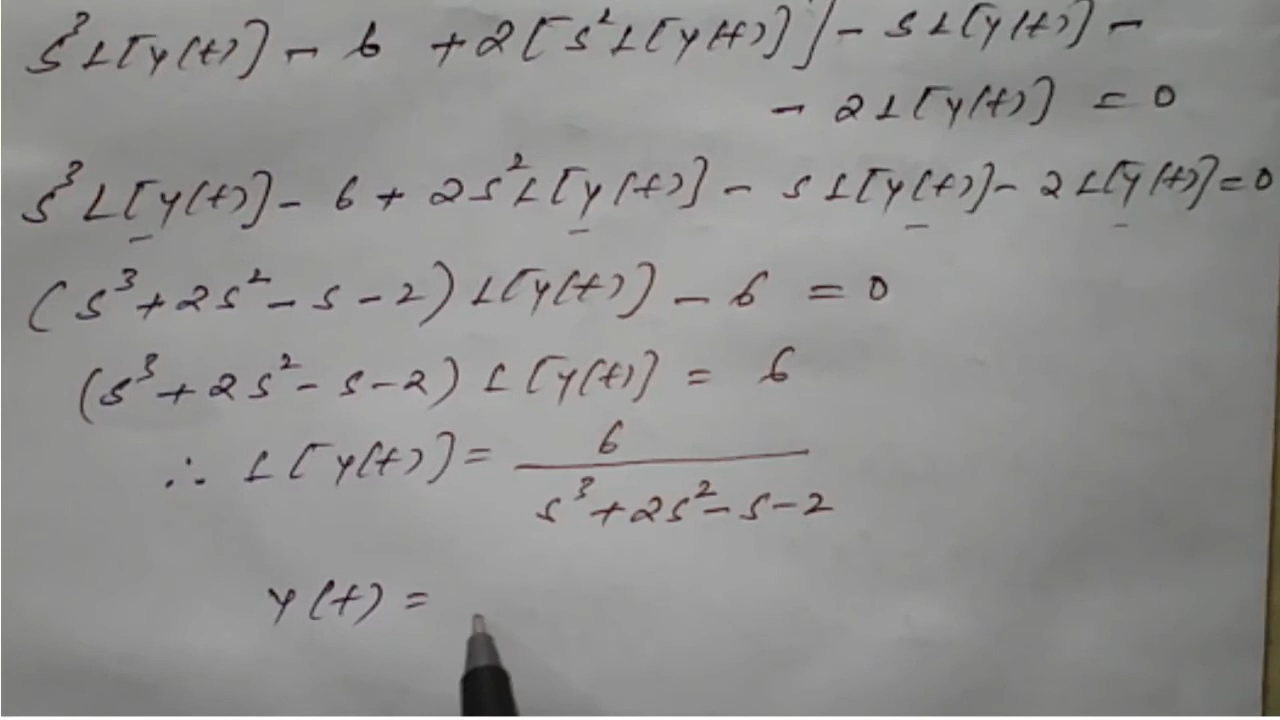 s³L[y(t)] - 6 + 2[s²L[y(t)]] - sL[y(t)] -
- 2L[y(t)] = 0
s³L[y(t)] - 6 + 2s²L[y(t)] - sL[y(t)] - 2L[y(t)] = 0
(s³ + 2s² - s - 2) L[y(t)] - 6 = 0
(s³ + 2s² - s - 2) L[y(t)] = 6
∴ L[y(t)] = 6 / (s³ + 2s² - s - 2)
y(t) =